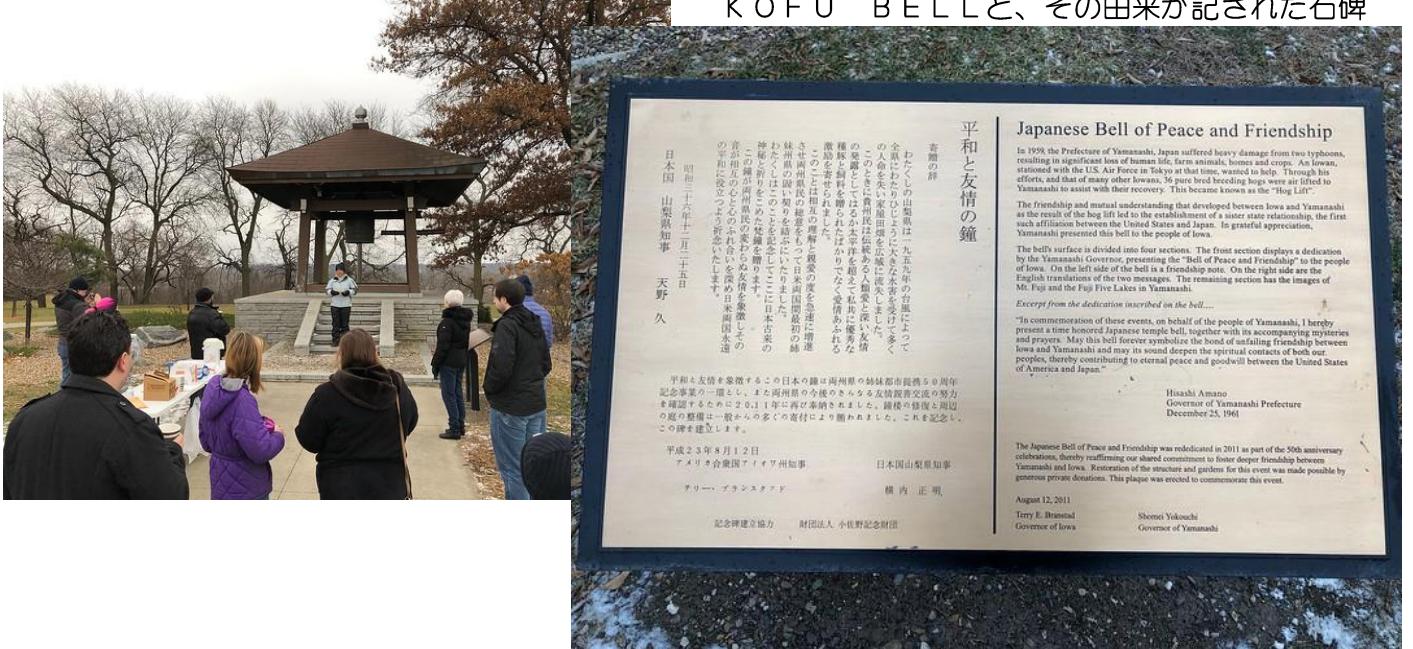 KOFU BELLと、その由来が記された石碑
平和と友情の鐘
寄贈の辞
わたくしの山梨県は一九五九年の台風によって
全県にわたりひじょうに大きな水害を受けて多く
の人命を失い家屋田畑を広域に流失しました。
このときに貴州民は伝統ある人類愛と深い友情
の発露としてはるか太平洋を超えて私共に優秀な
種豚と飼料を贈られたばかりでなく愛情あふれる
激励を寄せられました。
このことは相互の理解と親愛の度を急速に増進
させ両州県民の総意をもって日米両国間最初の姉
妹州県の固い契りを結ぶにいたりました。
わたくしはこのことを記念してここに日本古来の
神秘と祈りをこめた梵鐘を贈ります。
この鐘が両州県民の変わらぬ友情を象徴しその
音が相互の心と心のふれ合いを深め日米両国永遠
の平和に役立つよう祈念いたします。
昭和三十六年十二月二十五日
日本国 山梨県知事 天野 久
平和と友情を象徴するこの日本の鐘は両州県の姉妹都市提携50周年
記念事業の一環とし、また両州県の今後のさらなる友情親善交流の努力
を確認するために2011年に再び奉納されました。鐘楼の修復と周辺
の庭の整備は一般からの多くの寄付により賄われました。これを記念し、
この碑を建立します。
平成23年8月12日
アメリカ合衆国アイオワ州知事 日本国山梨県知事
テリー・ブランスタッド 横内 正明
記念碑建立協力 財団法人 小佐野記念財団
Japanese Bell of Peace and Friendship
In 1959, the Prefecture of Yamanashi, Japan suffered heavy damage from two typhoons,
resulting in significant loss of human life, farm animals, homes and crops. An Iowan,
stationed with the U.S. Air Force in Tokyo at that time, wanted to help. Through his
efforts, and that of many other Iowans, 36 pure bred breeding hogs were air lifted to
Yamanashi to assist with their recovery. This became known as the “Hog Lift”.
The friendship and mutual understanding that developed between Iowa and Yamanashi
as the result of the hog lift led to the establishment of a sister state relationship, the first
such affiliation between the United States and Japan. In grateful appreciation,
Yamanashi presented this bell to the people of Iowa.
The bell's surface is divided into four sections. The front section displays a dedication
by the Yamanashi Governor, presenting the “Bell of Peace and Friendship” to the people
of Iowa. On the left side of the bell is a friendship note. On the right side are the
English translations of the two messages. The remaining section has the images of
Mt. Fuji and the Fuji Five Lakes in Yamanashi.
Excerpt from the dedication inscribed on the bell.....
“In commemoration of these events, on behalf of the people of Yamanashi, I hereby
present a time honored Japanese temple bell, together with its accompanying mysteries
and prayers. May this bell forever symbolize the bond of unfailing friendship between
Iowa and Yamanashi and may its sound deepen the spiritual contacts of both our
peoples, thereby contributing to eternal peace and goodwill between the United States
of America and Japan.”
Hisashi Amano
Governor of Yamanashi Prefecture
December 25, 1961
The Japanese Bell of Peace and Friendship was rededicated in 2011 as part of the 50th anniversary
celebrations, thereby reaffirming our shared commitment to foster deeper friendship between
Yamanashi and Iowa. Restoration of the structure and gardens for this event was made possible by
generous private donations. This plaque was erected to commemorate this event.
August 12, 2011
Terry E. Branstad Shomei Yokouchi
Governor of Iowa Governor of Yamanashi